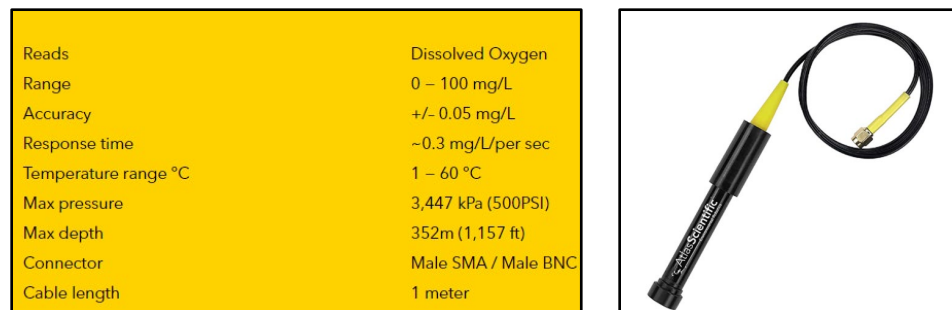 Reads Dissolved Oxygen
Range 0 – 100 mg/L
Accuracy +/– 0.05 mg/L
Response time ~0.3 mg/L/per sec
Temperature range °C 1 – 60 °C
Max pressure 3,447 kPa (500PSI)
Max depth 352m (1,157 ft)
Connector Male SMA / Male BNC
Cable length 1 meter
AtlasScientific